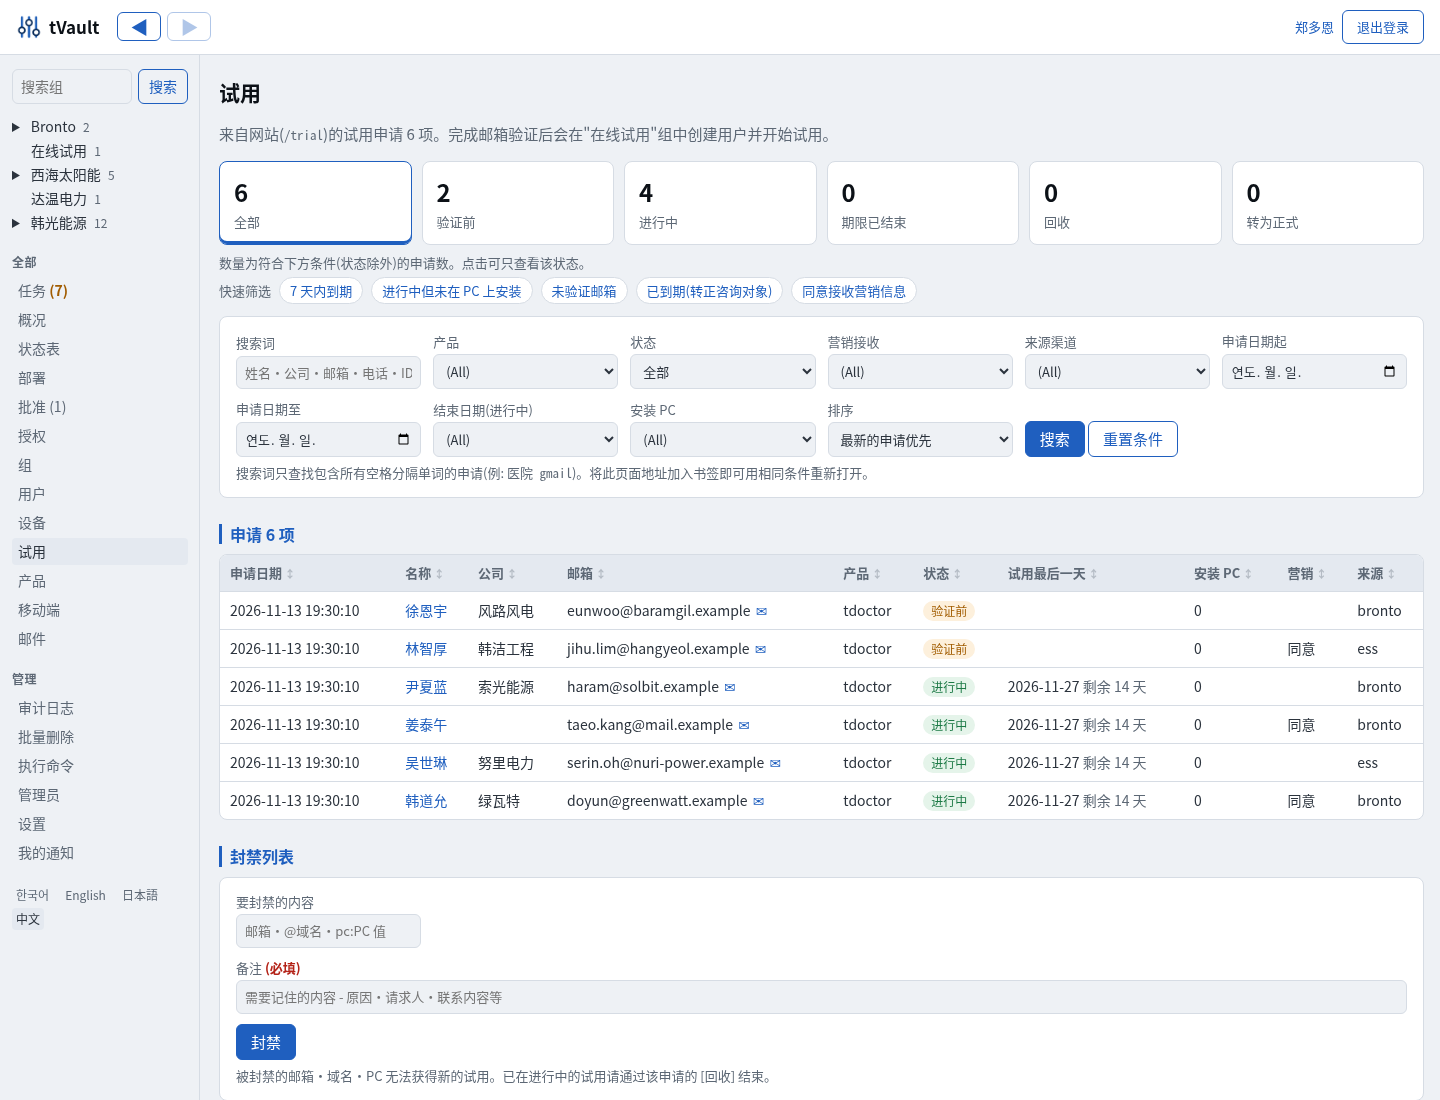 tVault
◀ ▶
郑多恩 退出登录
搜索组 搜索
▶ Bronto 2
在线试用 1
▶ 西海太阳能 5
达温电力 1
▶ 韩光能源 12
全部
任务 (7)
概况
状态表
部署
批准 (1)
授权
组
用户
设备
试用
产品
移动端
邮件
管理
审计日志
批量删除
执行命令
管理员
设置
我的通知
한국어 English 日本語
中文
试用
来自网站(/trial)的试用申请 6 项。完成邮箱验证后会在"在线试用"组中创建用户并开始试用。
6 2 4 0 0 0
全部 验证前 进行中 期限已结束 回收 转为正式
数量为符合下方条件(状态除外)的申请数。点击可只查看该状态。
快速筛选 7 天内到期 进行中但未在 PC 上安装 未验证邮箱 已到期(转正咨询对象) 同意接收营销信息
搜索词 产品 状态 营销接收 来源渠道 申请日期起
姓名・公司・邮箱・电话・ID (All) 全部 (All) (All) 연도. 월. 일.
申请日期至 结束日期(进行中) 安装 PC 排序
연도. 월. 일. (All) (All) 最新的申请优先 搜索 重置条件
搜索词只查找包含所有空格分隔单词的申请(例: 医院 gmail)。将此页面地址加入书签即可用相同条件重新打开。
申请 6 项
申请日期 ↕ 名称 ↕ 公司 ↕ 邮箱 ↕ 产品 ↕ 状态 ↕ 试用最后一天 ↕ 安装 PC ↕ 营销 ↕ 来源 ↕
2026-11-13 19:30:10 徐恩宇 风路风电 eunwoo@baramgil.example ✉ tdoctor 验证前 0 bronto
2026-11-13 19:30:10 林智厚 韩洁工程 jihu.lim@hangyeol.example ✉ tdoctor 验证前 0 同意 ess
2026-11-13 19:30:10 尹夏蓝 索光能源 haram@solbit.example ✉ tdoctor 进行中 2026-11-27 剩余 14 天 0 bronto
2026-11-13 19:30:10 姜泰午 taeo.kang@mail.example ✉ tdoctor 进行中 2026-11-27 剩余 14 天 0 同意 bronto
2026-11-13 19:30:10 吴世琳 努里电力 serin.oh@nuri-power.example ✉ tdoctor 进行中 2026-11-27 剩余 14 天 0 ess
2026-11-13 19:30:10 韩道允 绿瓦特 doyun@greenwatt.example ✉ tdoctor 进行中 2026-11-27 剩余 14 天 0 同意 bronto
封禁列表
要封禁的内容
邮箱・@域名・pc:PC 值
备注 (必填)
需要记住的内容 - 原因・请求人・联系内容等
封禁
被封禁的邮箱・域名・PC 无法获得新的试用。已在进行中的试用请通过该申请的 [回收] 结束。